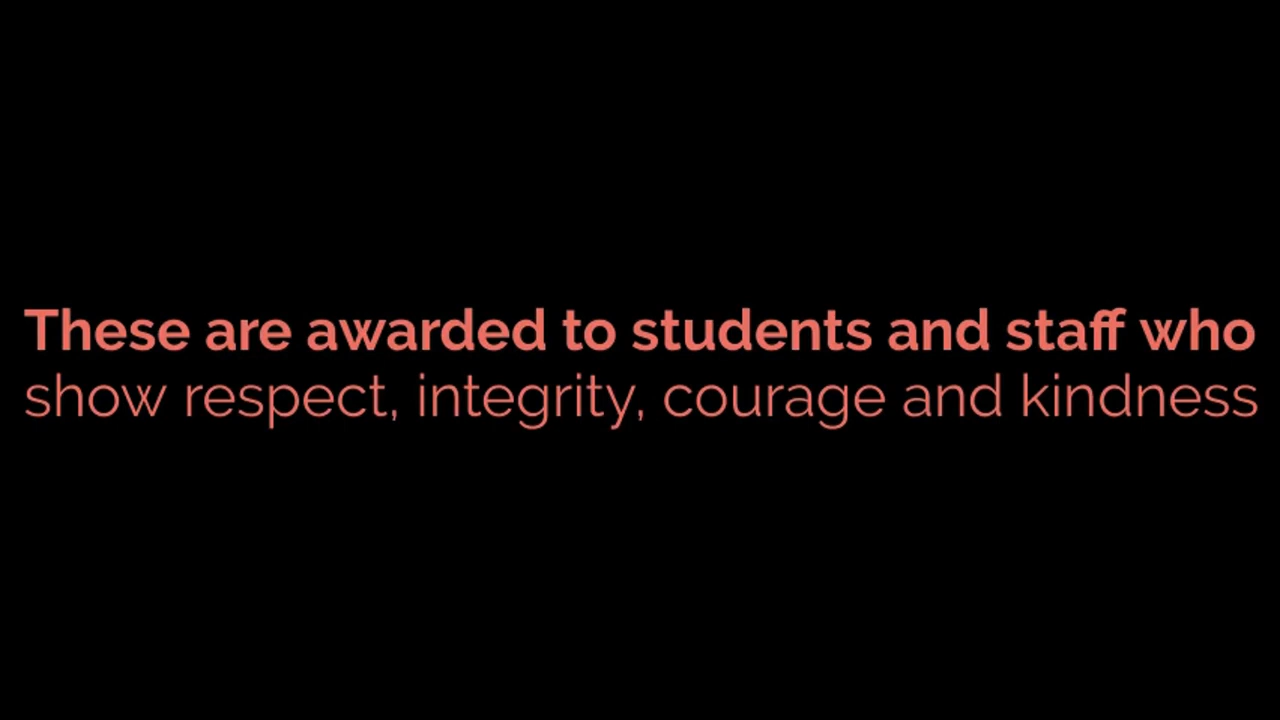 These are awarded to students and staff who
show respect, integrity, courage and kindness